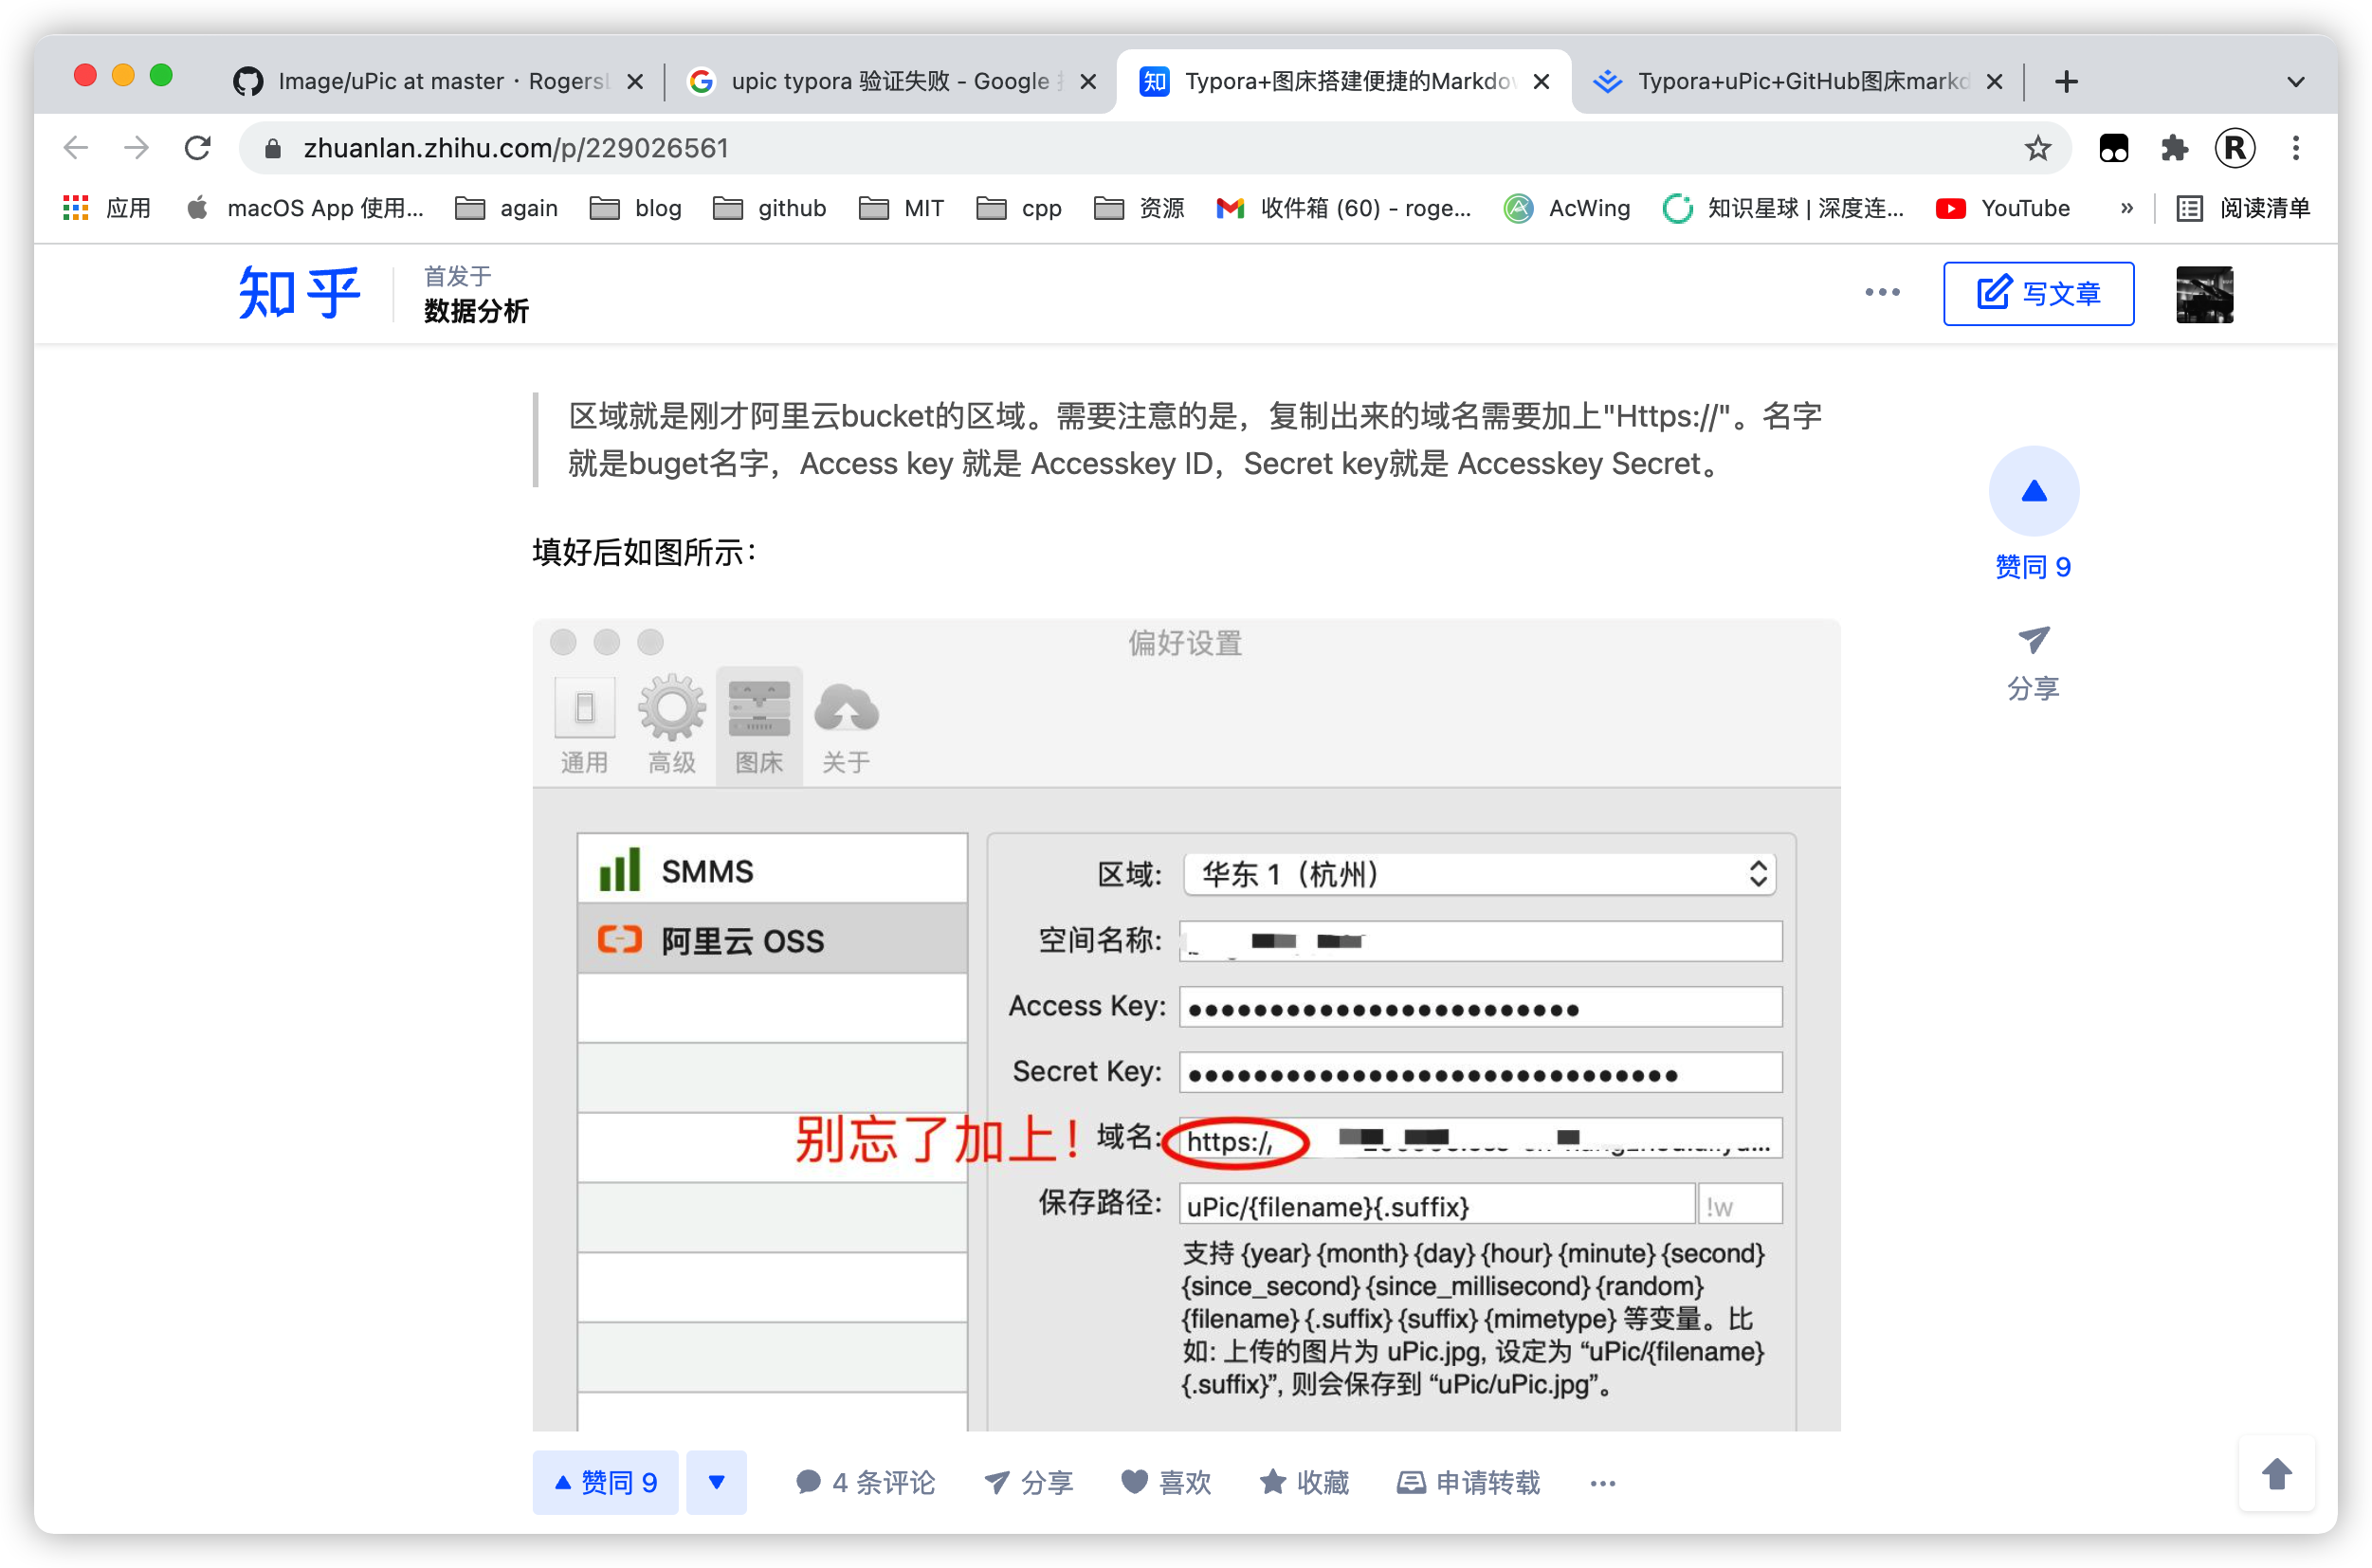 Image/uPic at master · RogersL
upic typora 验证失败 - Google
Typora+图床搭建便捷的Markdow
Typora+uPic+GitHub图床markd
zhuanlan.zhihu.com/p/229026561
R
应用
macOS App 使用...
again
blog
github
MIT
cpp
资源
收件箱 (60) - roge...
AcWing
知识星球 | 深度连...
YouTube
»
阅读清单
知乎
首发于
数据分析
写文章
区域就是刚才阿里云bucket的区域。需要注意的是，复制出来的域名需要加上"Https://"。名字
就是buget名字，Access key 就是 Accesskey ID，Secret key就是 Accesskey Secret。
赞同 9
分享
填好后如图所示：
偏好设置
通用
高级
图床
关于
SMMS
阿里云 OSS
区域: 华东 1（杭州）
空间名称:
Access Key: ●●●●●●●●●●●●●●●●●●●●●●●●
Secret Key: ●●●●●●●●●●●●●●●●●●●●●●●●●●●●●●
别忘了加上！
域名: https:/
保存路径: uPic/{filename}{.suffix} !w
支持 {year} {month} {day} {hour} {minute} {second}
{since_second} {since_millisecond} {random}
{filename} {.suffix} {suffix} {mimetype} 等变量。比
如: 上传的图片为 uPic.jpg, 设定为 “uPic/{filename}
{.suffix}”, 则会保存到 “uPic/uPic.jpg”。
赞同 9
4 条评论
分享
喜欢
收藏
申请转载